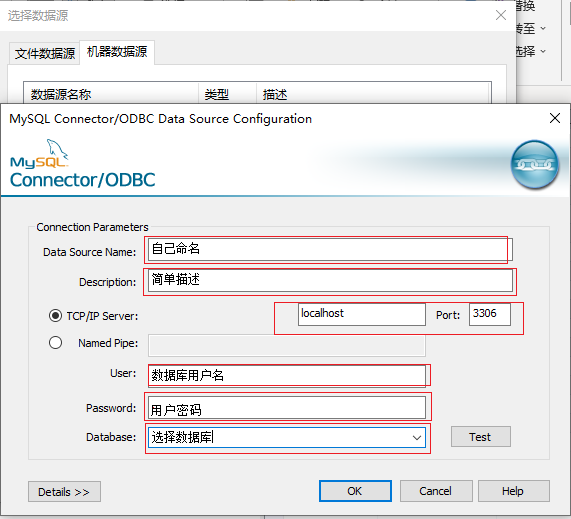 选择数据源
替换
转至
选择
文件数据源 机器数据源
数据源名称 类型 描述
MySQL Connector/ODBC Data Source Configuration
MySQL
Connector/ODBC
Connection Parameters
Data Source Name: 自己命名
Description: 简单描述
TCP/IP Server: localhost Port: 3306
Named Pipe:
User: 数据库用户名
Password: 用户密码
Database: 选择数据库
Test
Details >> OK Cancel Help